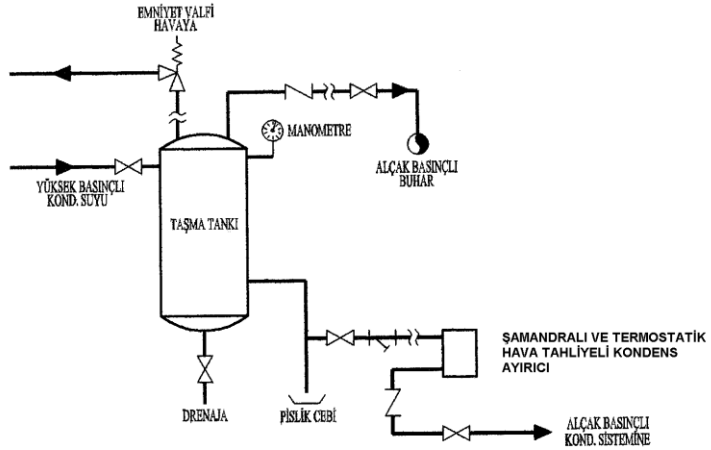 EMNİYET VALFİ
HAVAYA
MANOMETRE
ALÇAK BASINÇLI
BUHAR
YÜKSEK BASINÇLI
KOND. SUYU
TAŞMA TANKI
ŞAMANDRALI VE TERMOSTATİK
HAVA TAHLİYELİ KONDENS
AYIRICI
DRENAJA
PİSLİK CEBİ
ALÇAK BASINÇLI
KOND. SİSTEMİNE